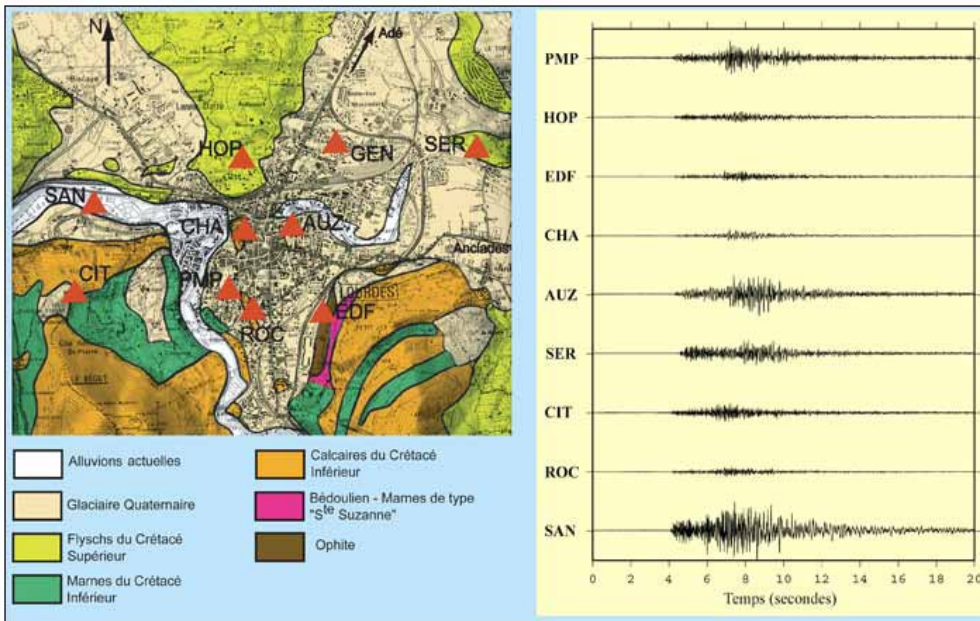 N
Adé
HOP
GEN
SER
SAN
CHA
AUZ
Anclades
CIT
PMP
LOURDES
ROC
EDF
Alluvions actuelles
Glaciaire Quaternaire
Flyschs du Crétacé
Supérieur
Marnes du Crétacé
Inférieur
Calcaires du Crétacé
Inférieur
Bédoulien - Marnes de type
"Ste Suzanne"
Ophite
PMP
HOP
EDF
CHA
AUZ
SER
CIT
ROC
SAN
0 2 4 6 8 10 12 14 16 18 20
Temps (secondes)